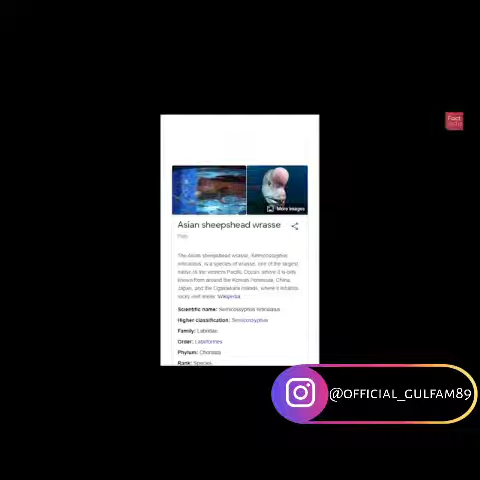 Fact
More images
Asian sheepshead wrasse
Fish
The Asian sheepshead wrasse, Semicossyphus
reticulatus, is a species of wrasse, one of the largest,
native to the western Pacific Ocean, where it is only
known from around the Korean Peninsula, China,
Japan, and the Ogasawara Islands, where it inhabits
rocky reef areas. Wikipedia
Scientific name: Semicossyphus reticulatus
Higher classification: Semicossyphus
Family: Labridae
Order: Labriformes
Phylum: Chordata
Rank: Species
@OFFICIAL_GULFAM89